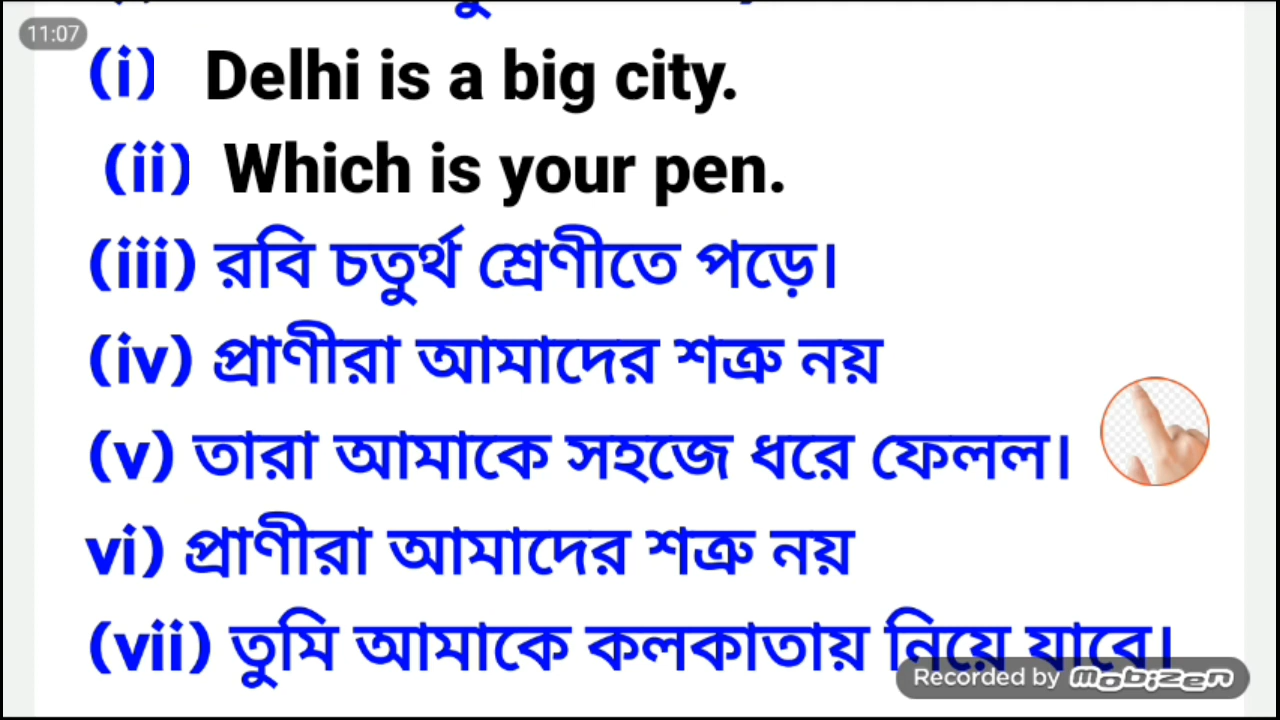 11:07
(i) Delhi is a big city.
(ii) Which is your pen.
(iii) রবি চতুর্থ শ্রেণীতে পড়ে।
(iv) প্রাণীরা আমাদের শত্রু নয়
(v) তারা আমাকে সহজে ধরে ফেলল।
vi) প্রাণীরা আমাদের শত্রু নয়
(vii) তুমি আমাকে কলকাতায় নিয়ে যাবে।
Recorded by mobizen